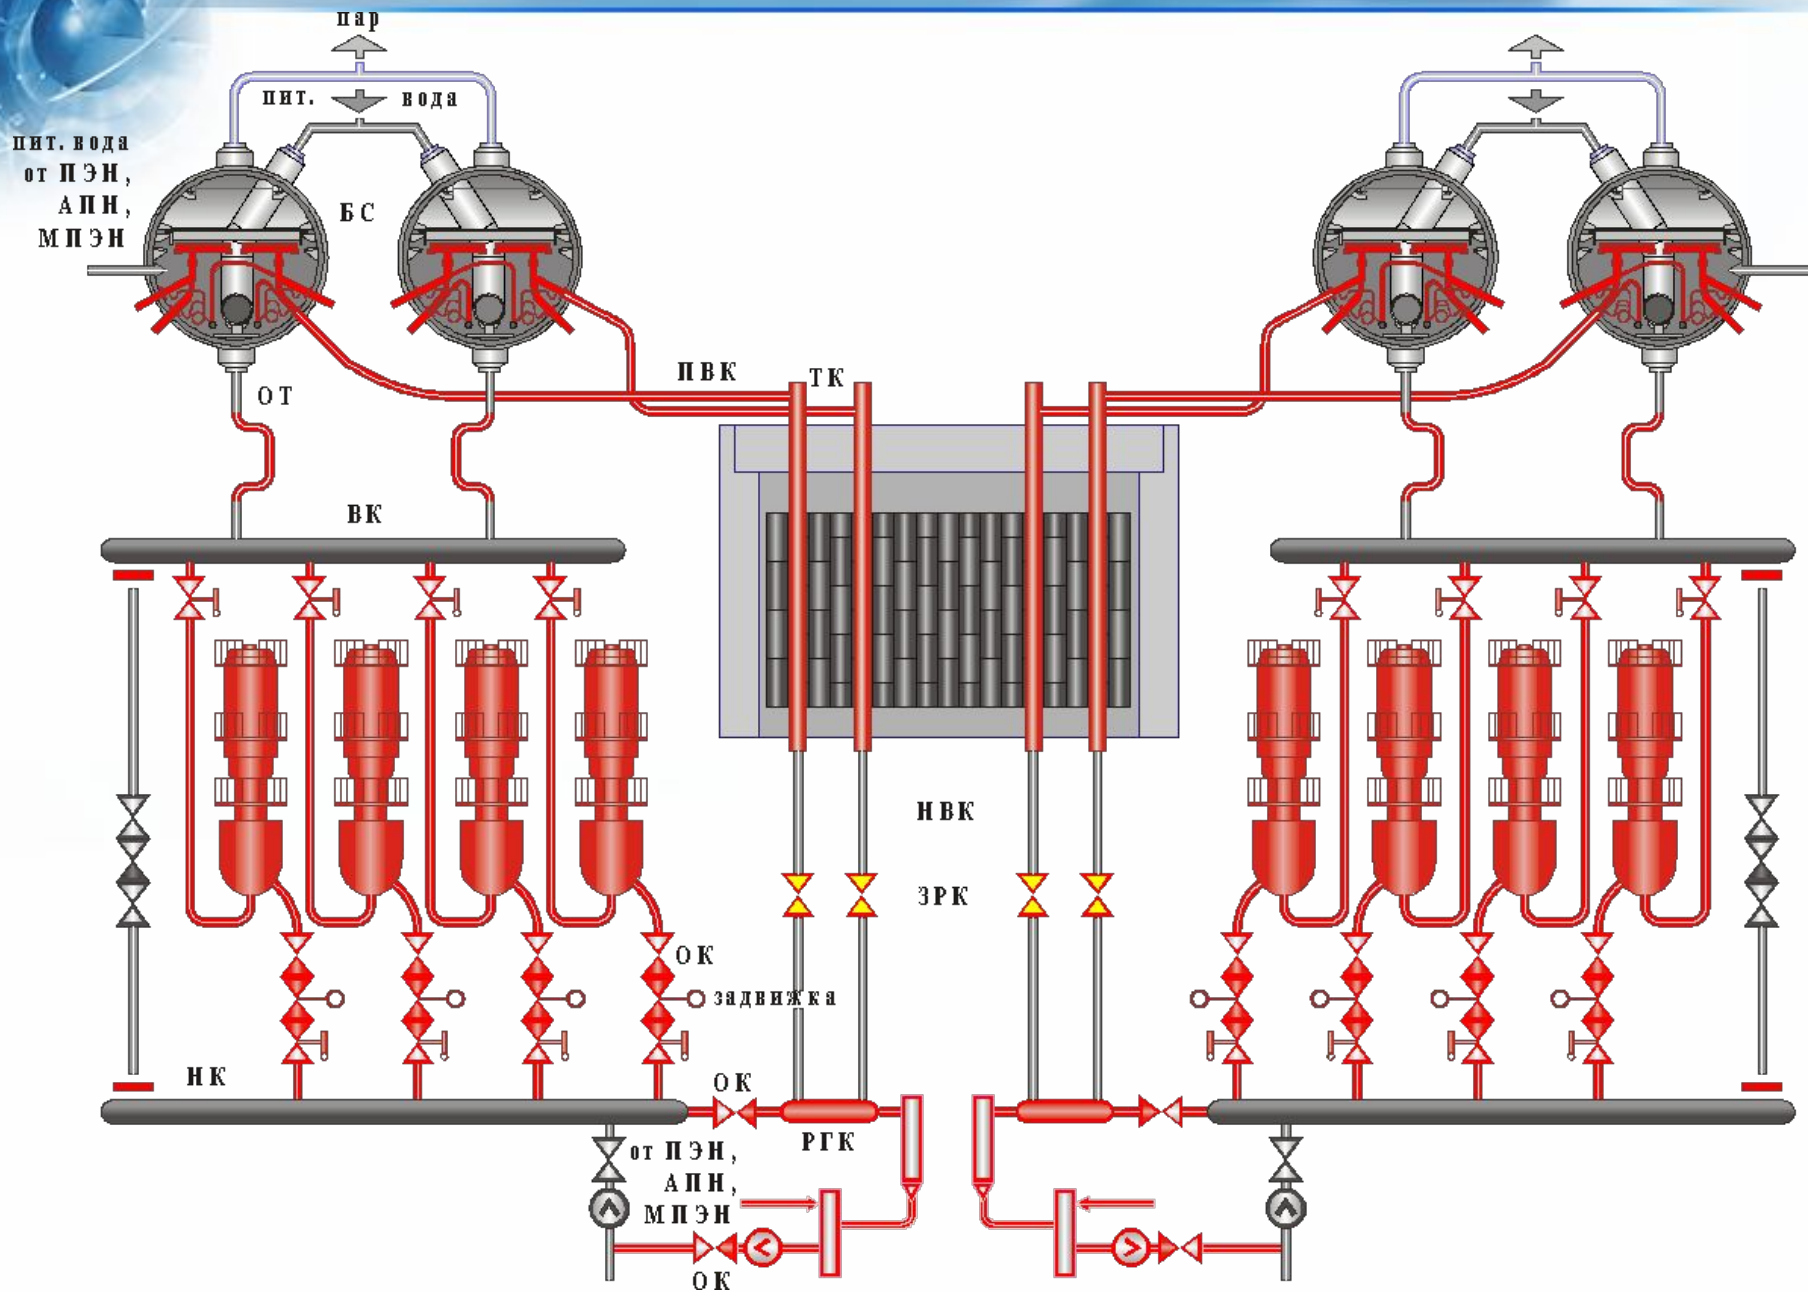 пар
пит. вода
пит. вода
от ПЭН,
АПН,
МПЭН
БС
ПВК
ТК
ОТ
ВК
НВК
ЗРК
ОК
задвижка
НК
ОК
РГК
от ПЭН,
АПН,
МПЭН
ОК